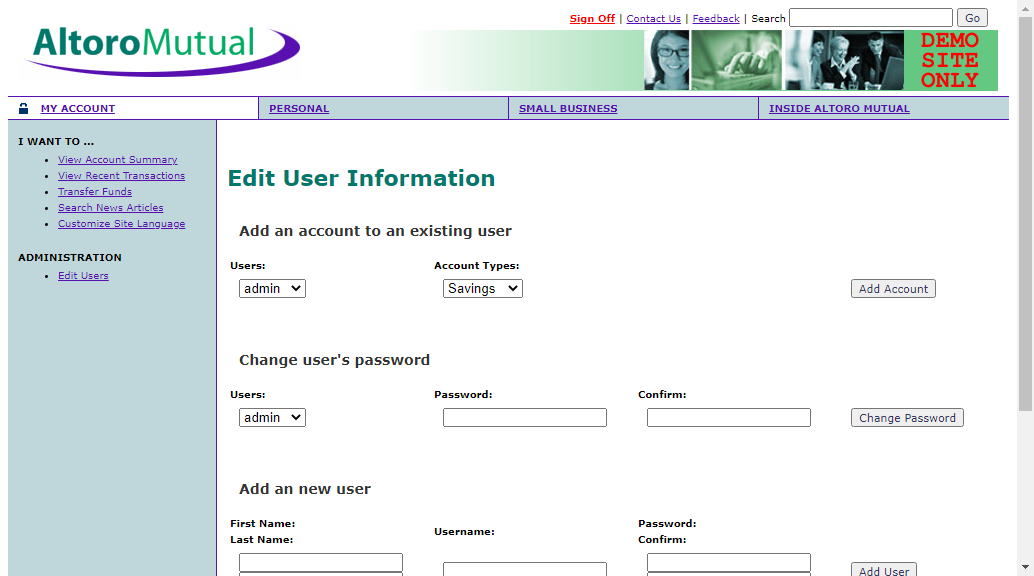 Sign Off | Contact Us | Feedback | Search Go
AltoroMutual
DEMO
SITE
ONLY
MY ACCOUNT PERSONAL SMALL BUSINESS INSIDE ALTORO MUTUAL
I WANT TO ...
View Account Summary
View Recent Transactions
Transfer Funds
Search News Articles
Customize Site Language
ADMINISTRATION
Edit Users
Edit User Information
Add an account to an existing user
Users: Account Types:
admin Savings Add Account
Change user's password
Users: Password: Confirm:
admin Change Password
Add an new user
First Name: Password:
Username:
Last Name: Confirm:
Add User